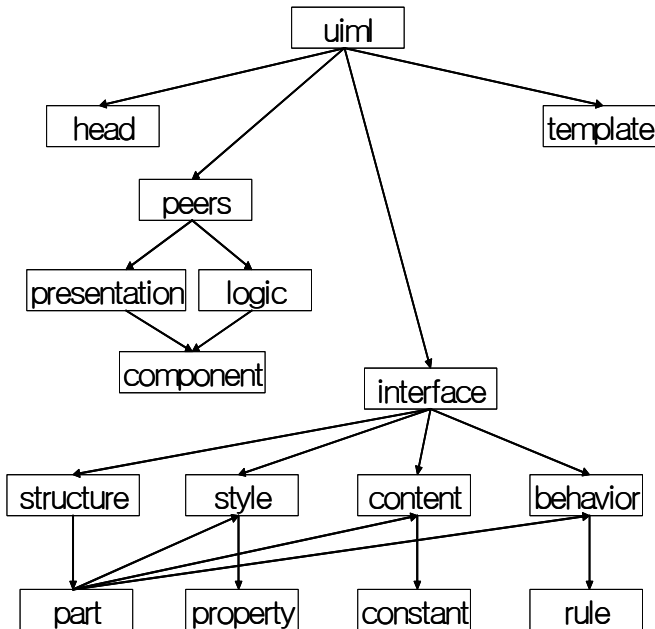 uiml
head
template
peers
presentation
logic
component
interface
structure
style
content
behavior
part
property
constant
rule